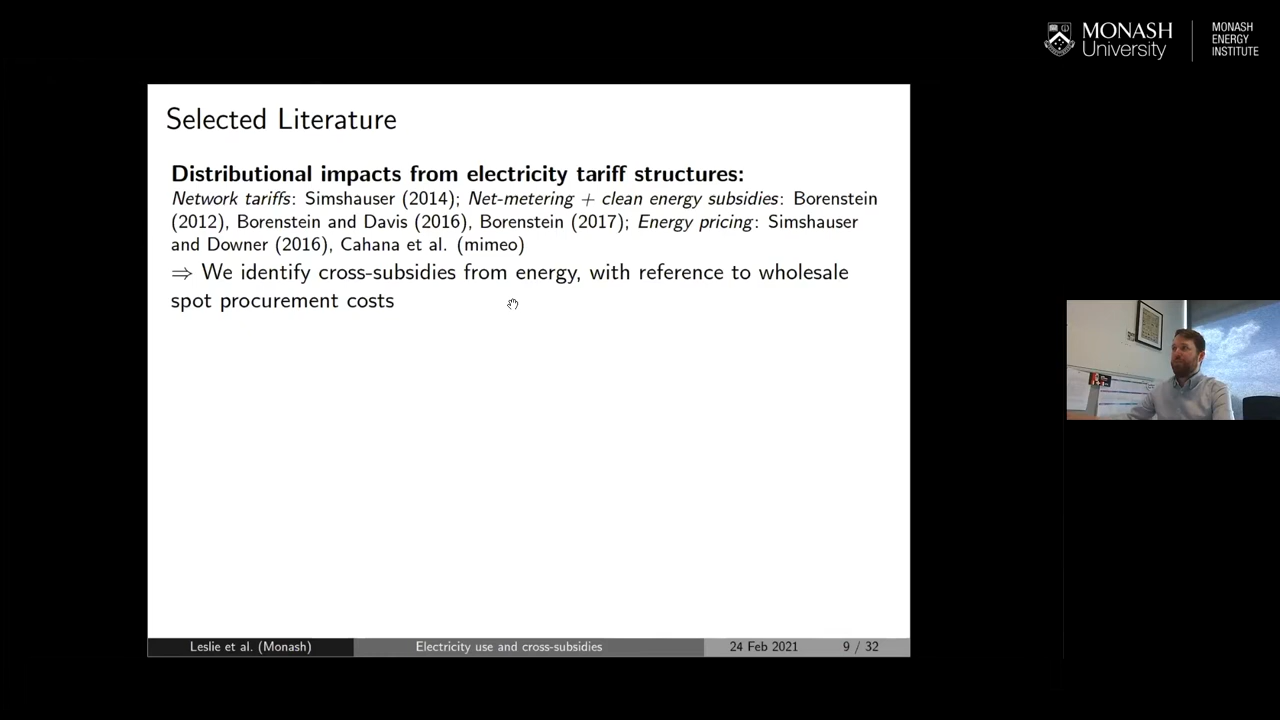 MONASH
University
MONASH
ENERGY
INSTITUTE
Selected Literature
Distributional impacts from electricity tariff structures:
Network tariffs: Simshauser (2014); Net-metering + clean energy subsidies: Borenstein
(2012), Borenstein and Davis (2016), Borenstein (2017); Energy pricing: Simshauser
and Downer (2016), Cahana et al. (mimeo)
⇒ We identify cross-subsidies from energy, with reference to wholesale
spot procurement costs
Leslie et al. (Monash)
Electricity use and cross-subsidies
24 Feb 2021
9 / 32